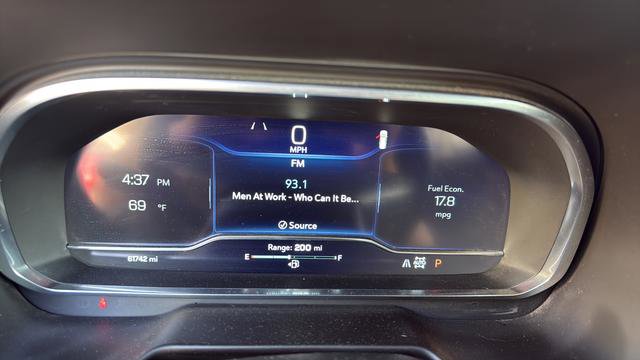 0
MPH
FM
4:37 PM
69 °F
93.1
Men At Work - Who Can It Be...
Source
Fuel Econ.
17.8
mpg
Range: 200 mi
E F
61742 mi
P